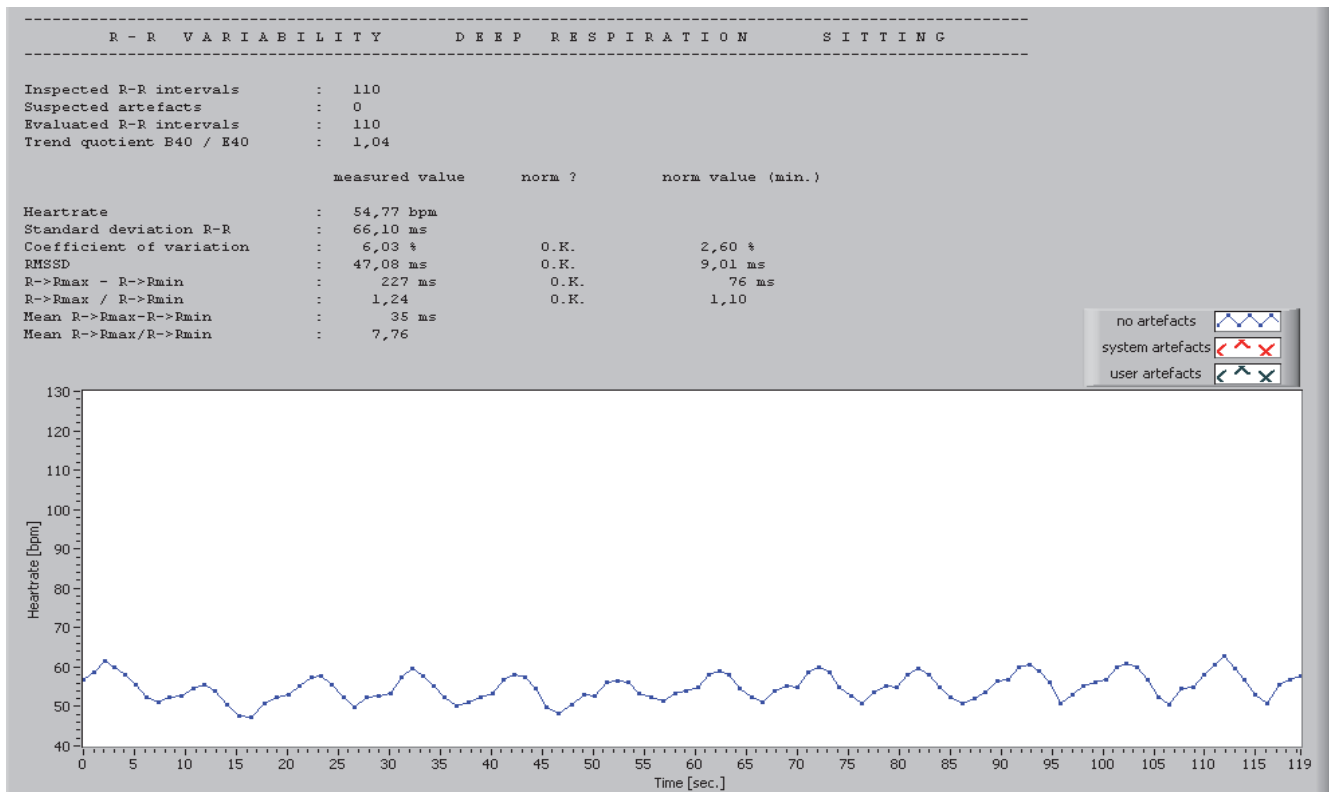 R - R V A R I A B I L I T Y D E E P R E S P I R A T I O N S I T T I N G
Inspected R-R intervals : 110
Suspected artefacts : 0
Evaluated R-R intervals : 110
Trend quotient B40 / E40 : 1,04
measured value norm ? norm value (min.)
Heartrate : 54,77 bpm
Standard deviation R-R : 66,10 ms
Coefficient of variation : 6,03 % O.K. 2,60 %
RMSSD : 47,08 ms O.K. 9,01 ms
R->Rmax - R->Rmin : 227 ms O.K. 76 ms
R->Rmax / R->Rmin : 1,24 O.K. 1,10
Mean R->Rmax-R->Rmin : 35 ms
Mean R->Rmax/R->Rmin : 7,76
no artefacts
system artefacts
user artefacts
130
120
110
100
90
80
70
60
50
40
Heartrate [bpm]
0 5 10 15 20 25 30 35 40 45 50 55 60 65 70 75 80 85 90 95 100 105 110 115 119
Time [sec.]